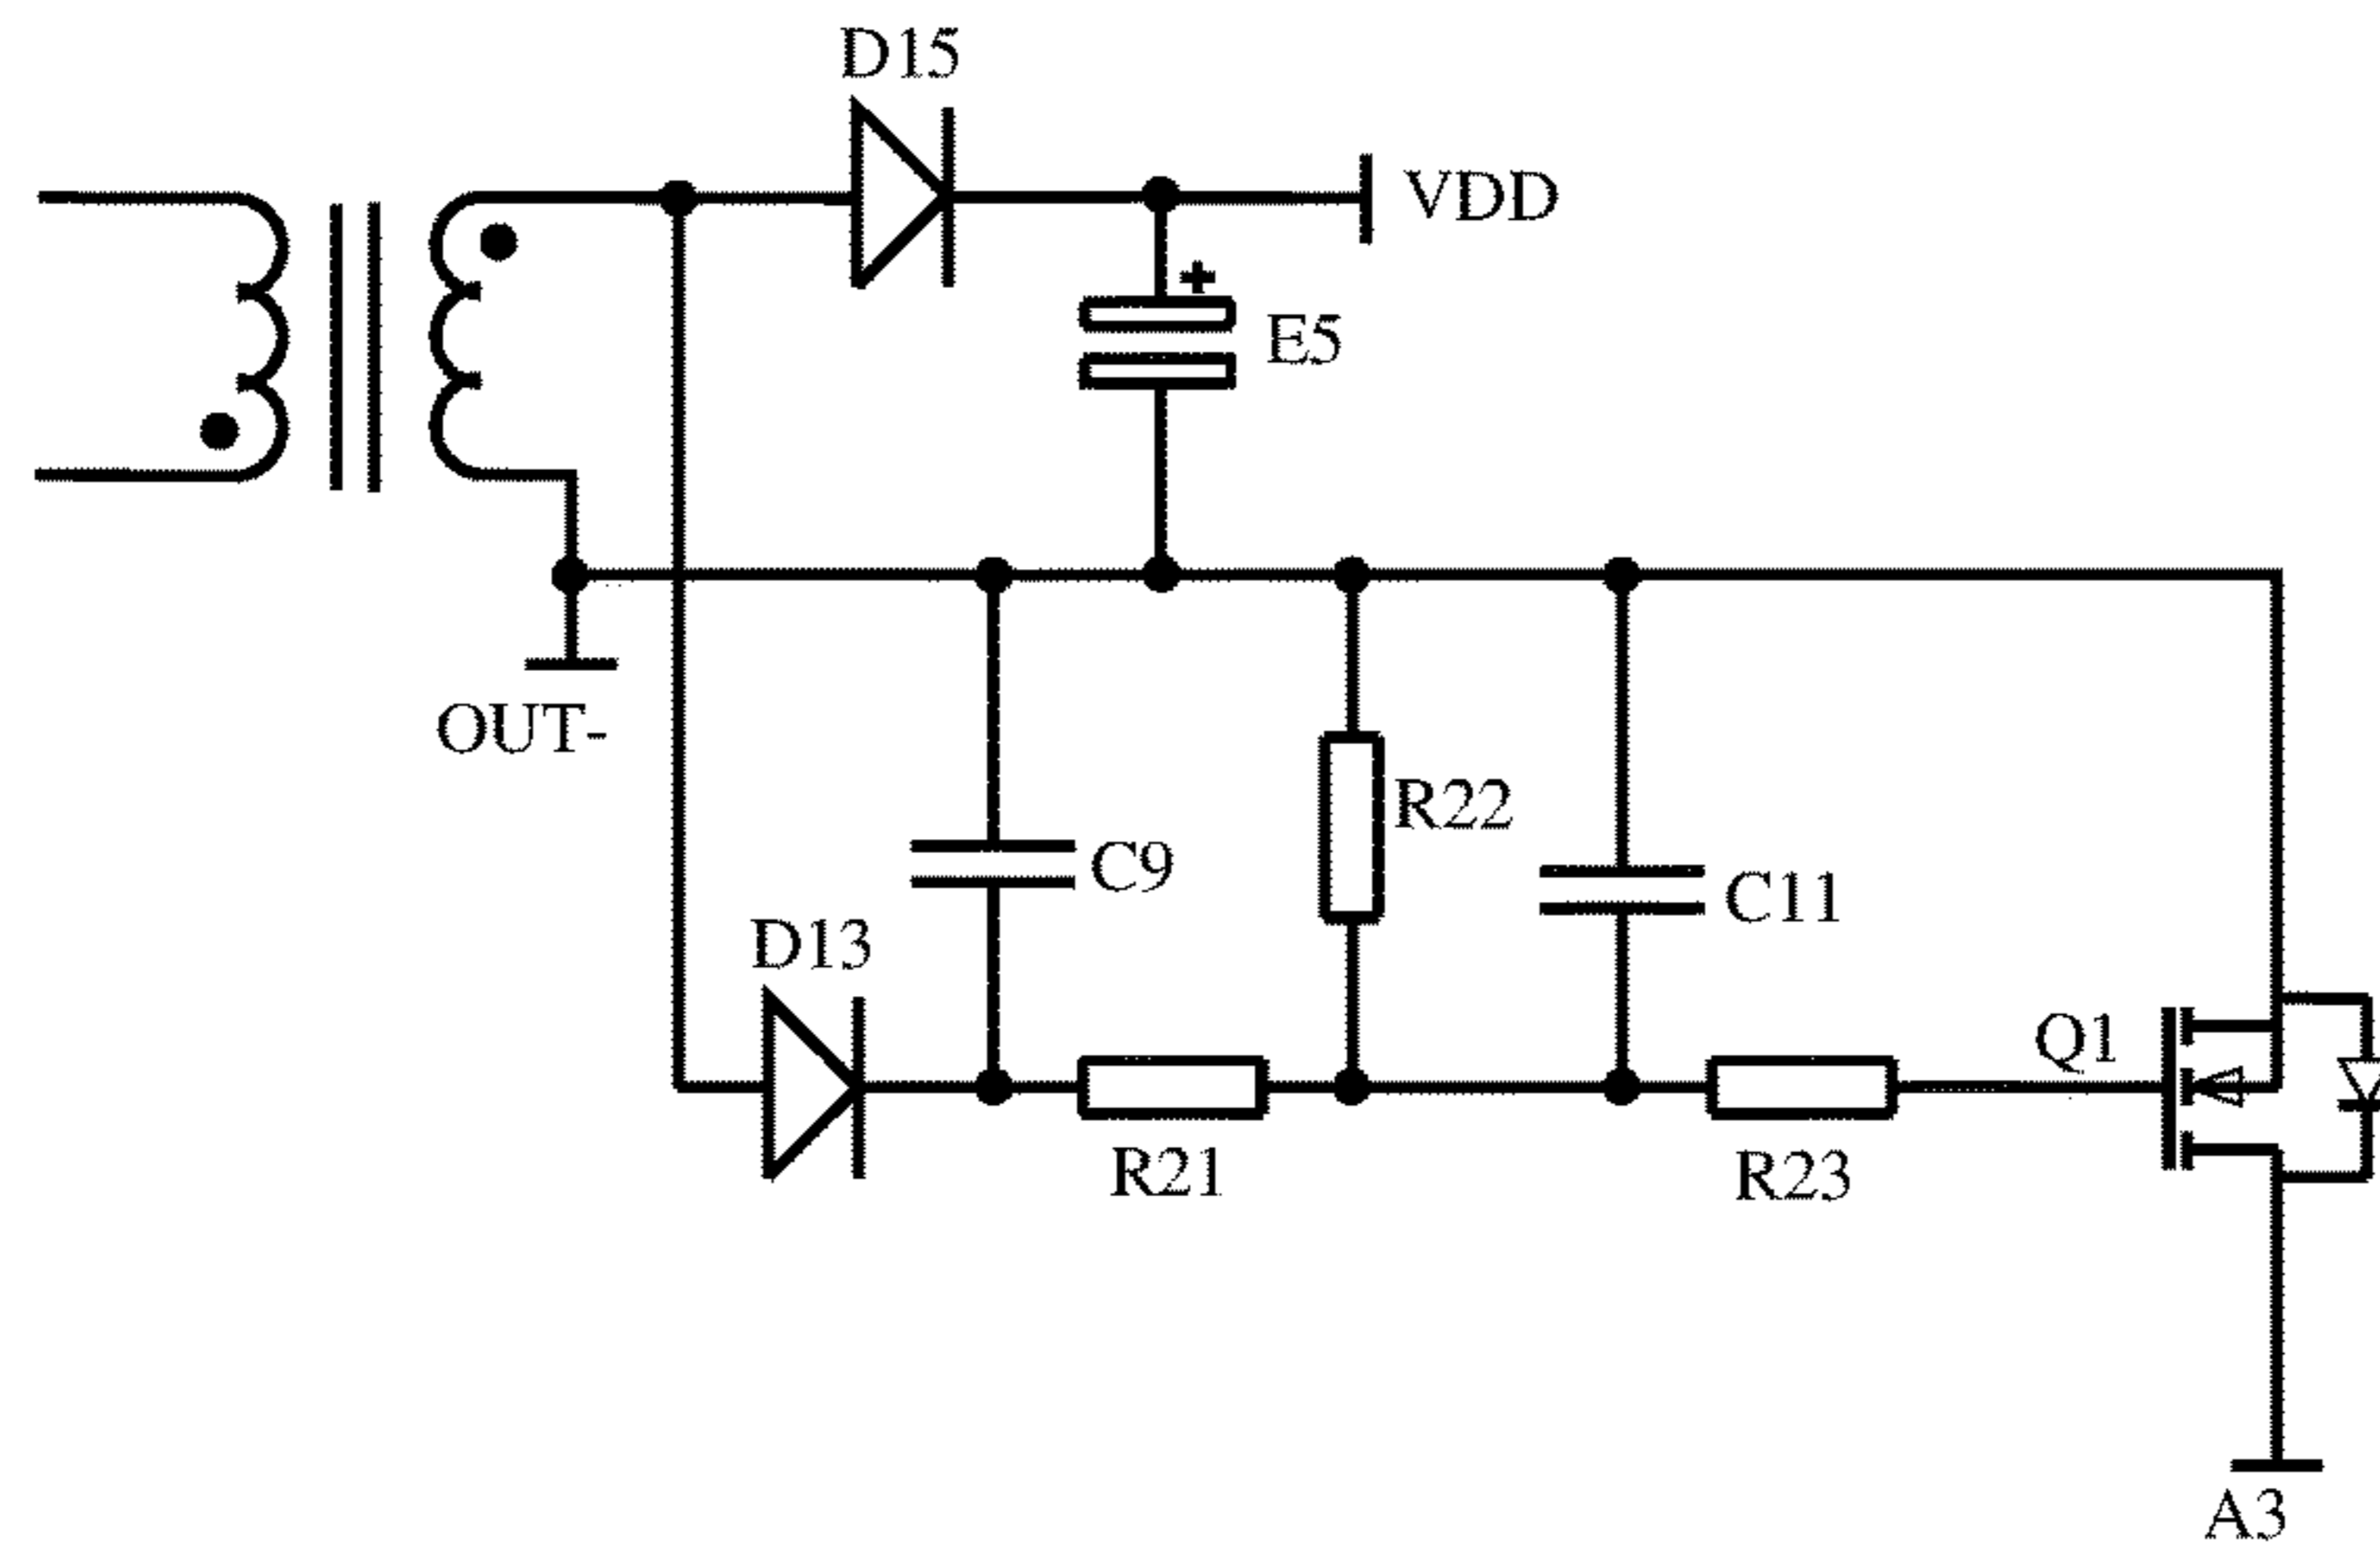 D15
VDD
+
E5
OUT-
R22
C9
C11
D13
Q1
R21
R23
A3